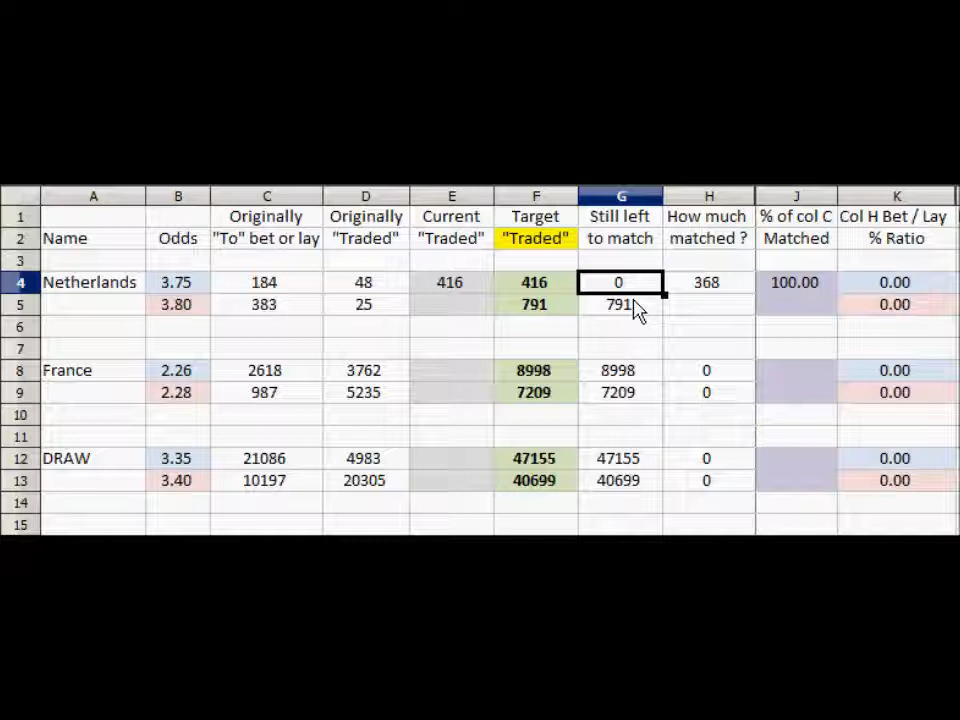 A B C D E F G H J K
1 Originally Originally Current Target Still left How much % of col C Col H Bet / Lay
2 Name Odds "To" bet or lay "Traded" "Traded" "Traded" to match matched ? Matched % Ratio
3
4 Netherlands 3.75 184 48 416 416 0 368 100.00 0.00
5 3.80 383 25 791 791 0.00
6
7
8 France 2.26 2618 3762 8998 8998 0 0.00
9 2.28 987 5235 7209 7209 0 0.00
10
11
12 DRAW 3.35 21086 4983 47155 47155 0 0.00
13 3.40 10197 20305 40699 40699 0 0.00
14
15